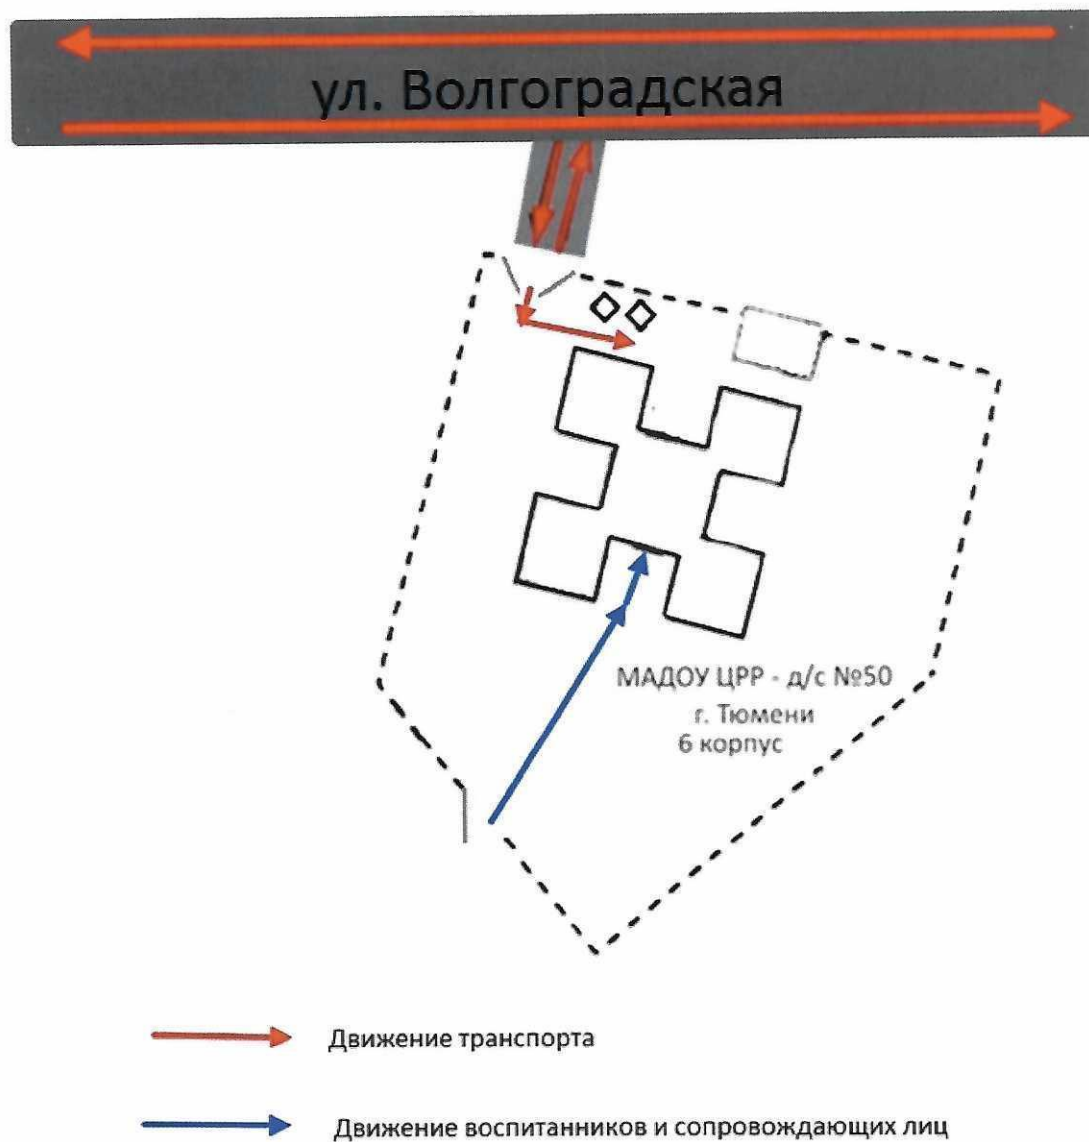 ул. Волгоградская
МАДОУ ЦРР - д/с №50
г. Тюмени
6 корпус
Движение транспорта
Движение воспитанников и сопровождающих лиц